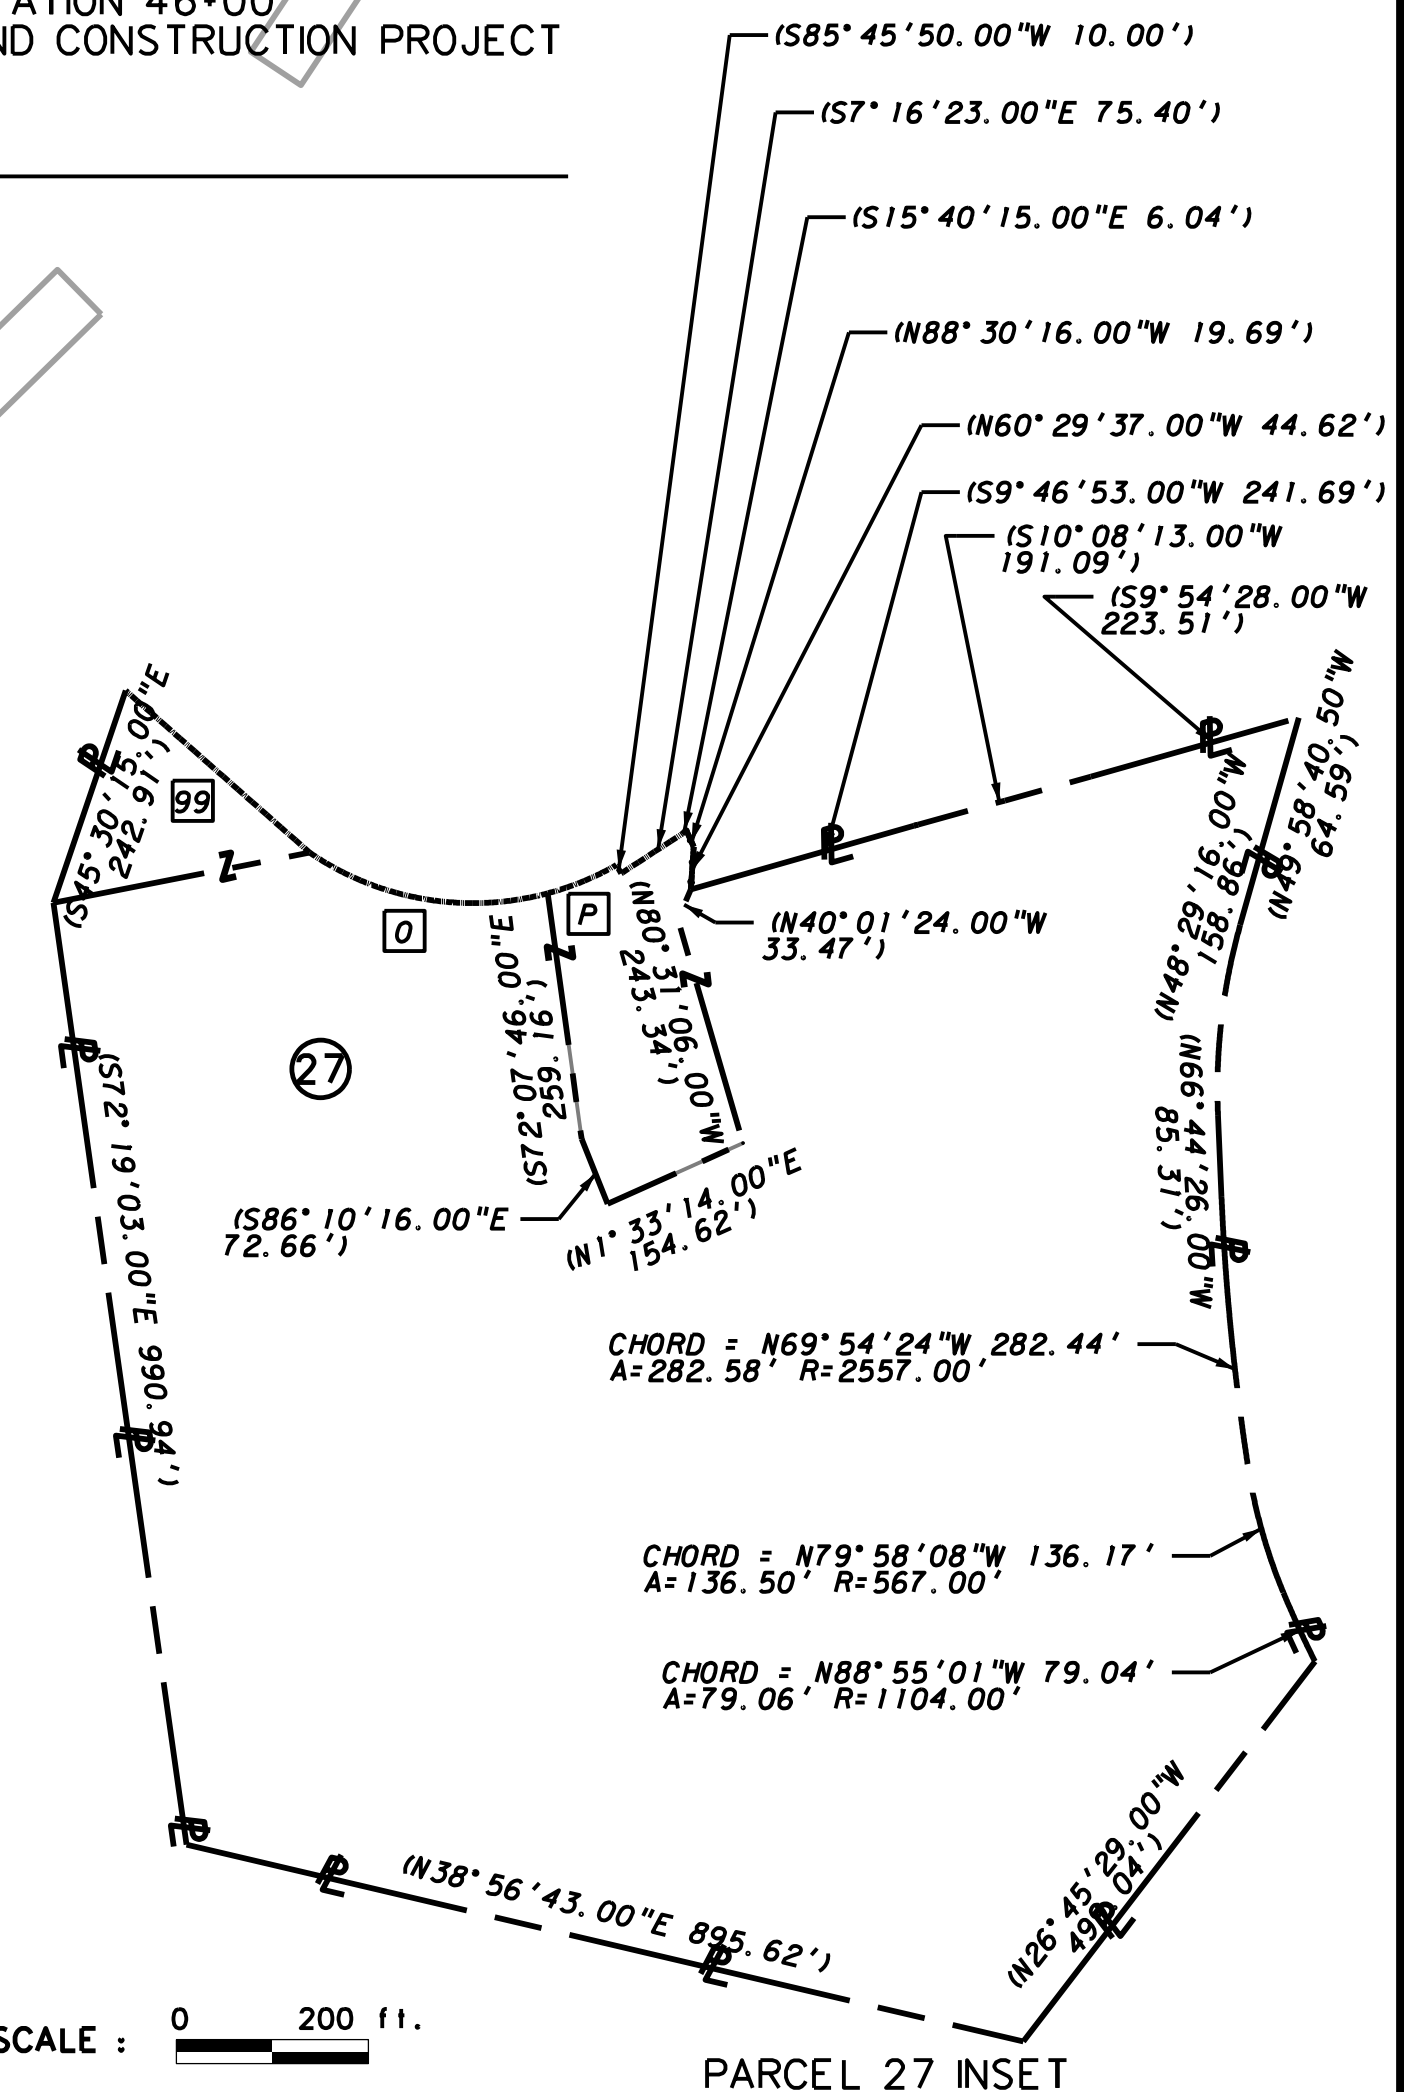 ATION 46+00
ND CONSTRUCTION PROJECT
(S85°45'50.00"W 10.00')
(S7°16'23.00"E 75.40')
(S15°40'15.00"E 6.04')
(N88°30'16.00"W 19.69')
(N60°29'37.00"W 44.62')
(S9°46'53.00"W 241.69')
(S10°08'13.00"W
191.09')
(S9°54'28.00"W
223.51')
(S45°30'15.00"E
242.91')
99
O
P
(N40°01'24.00"W
33.47')
(N49°58'40.50"W
64.59')
(N48°29'16.00"W
158.86')
(N80°31'06.00"W
243.34')
(S72°07'46.00"E
259.16')
27
(S72°19'03.00"E 990.94')
(N66°44'26.00"W
85.31')
(S86°10'16.00"E
72.66')
(N1°33'14.00"E
154.62')
CHORD = N69°54'24"W 282.44'
A=282.58' R=2557.00'
CHORD = N79°58'08"W 136.17'
A=136.50' R=567.00'
CHORD = N88°55'01"W 79.04'
A=79.06' R=1104.00'
(N26°45'29.00"W
(N38°56'43.00"E 895.62')
SCALE :
0 200 ft.
PARCEL 27 INSET